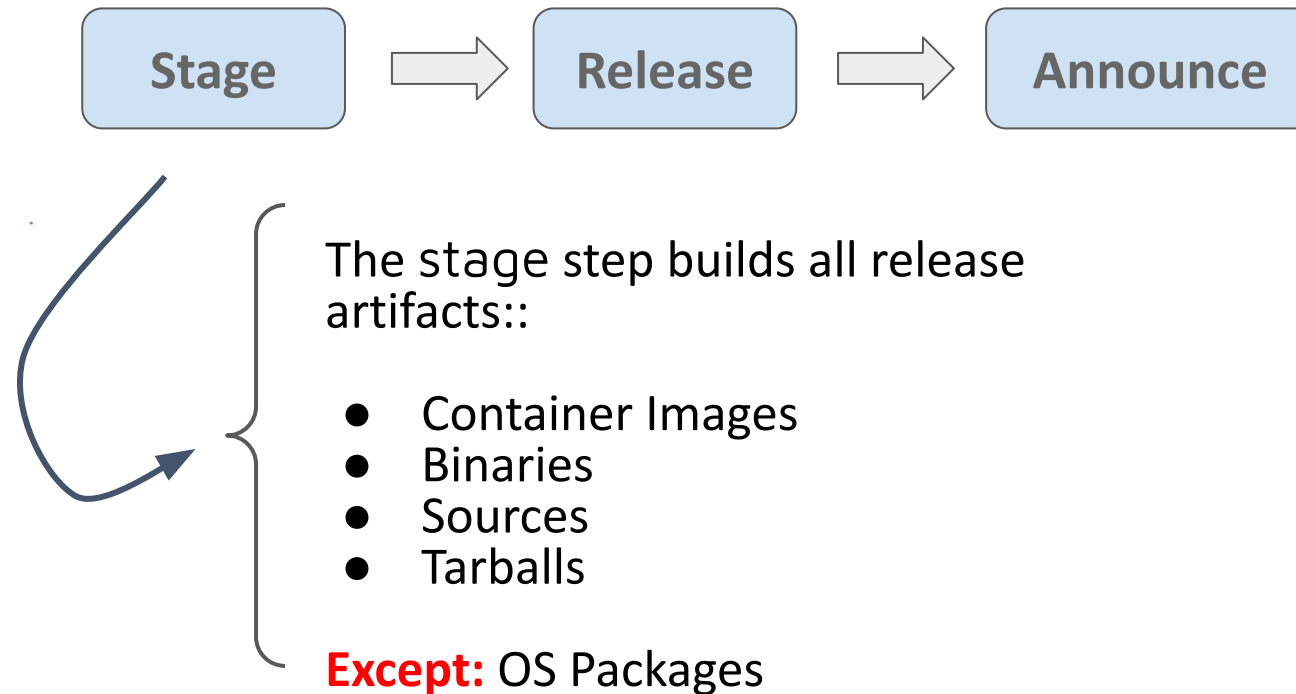 Stage
Release
Announce
The stage step builds all release
artifacts::
● Container Images
● Binaries
● Sources
● Tarballs
Except: OS Packages